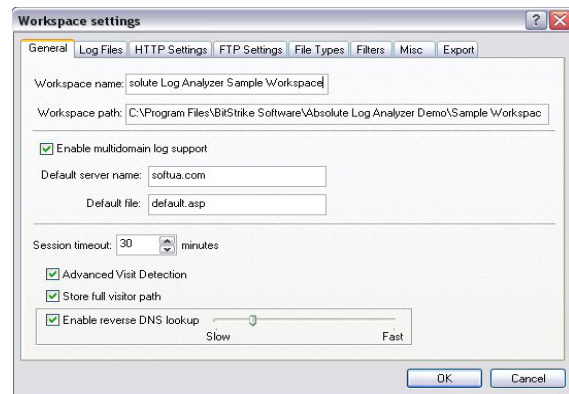 Workspace settings
General Log Files HTTP Settings FTP Settings File Types Filters Misc Export
Workspace name: solute Log Analyzer Sample Workspace
Workspace path: C:\Program Files\BitStrike Software\Absolute Log Analyzer Demo\Sample Workspac
Enable multidomain log support
Default server name: softua.com
Default file: default.asp
Session timeout: 30 minutes
Advanced Visit Detection
Store full visitor path
Enable reverse DNS lookup
Slow Fast
OK Cancel